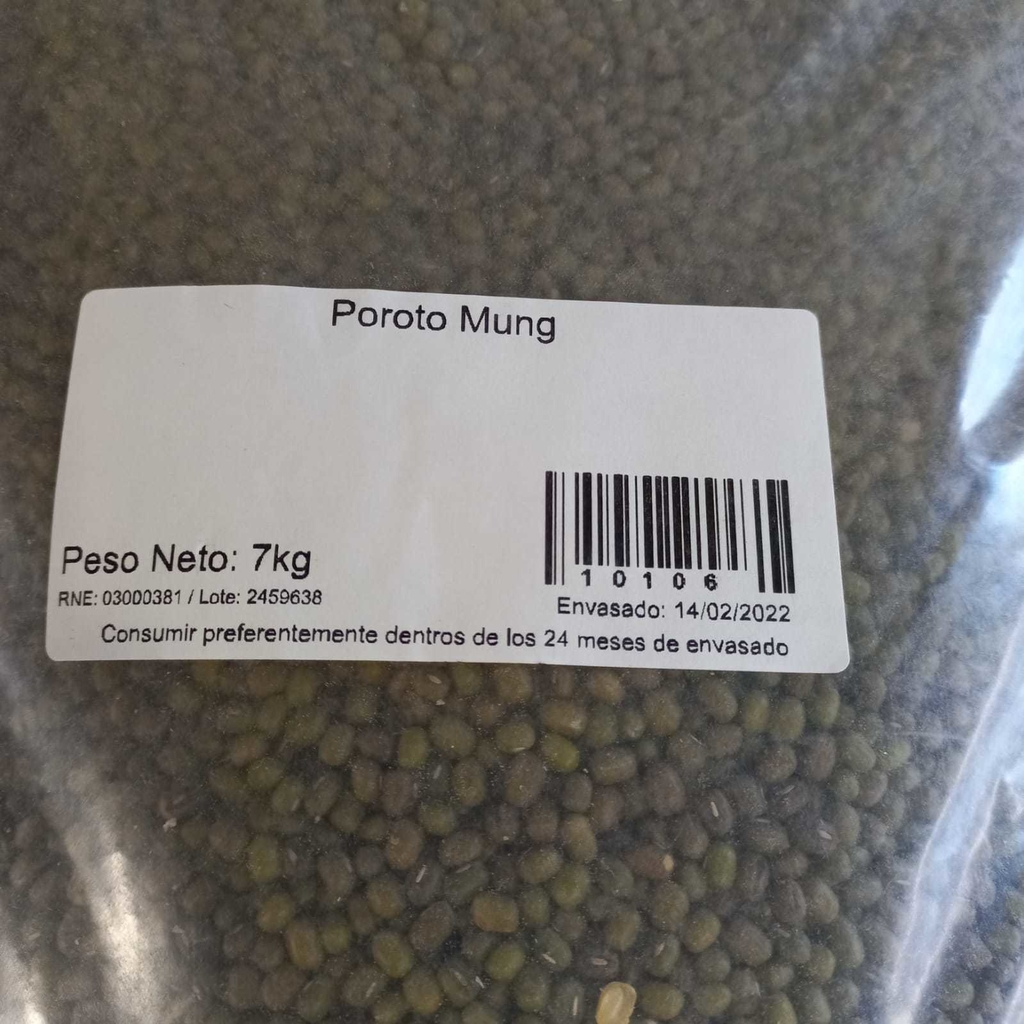 Poroto Mung
Peso Neto: 7kg
RNE: 03000381 / Lote: 2459638
10106
Envasado: 14/02/2022
Consumir preferentemente dentros de los 24 meses de envasado